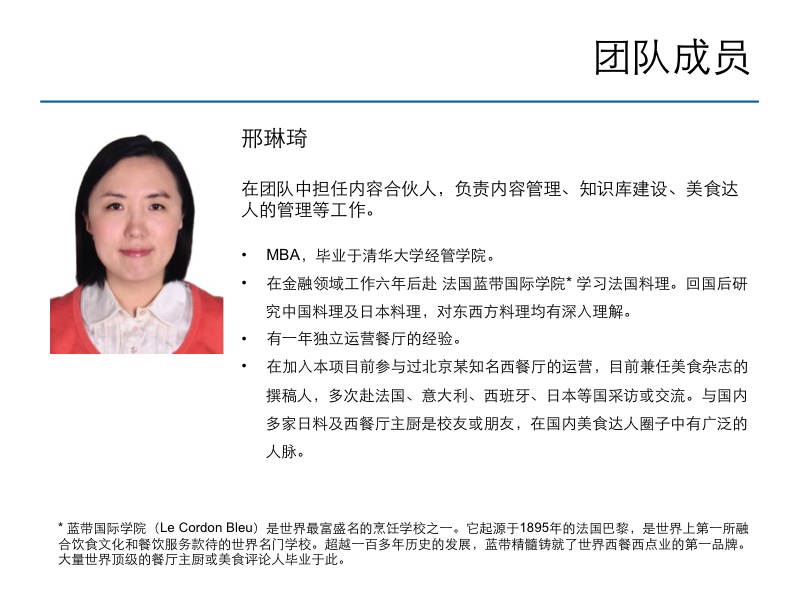 团队成员
邢琳琦
在团队中担任内容合伙人，负责内容管理、知识库建设、美食达
人的管理等工作。
• MBA，毕业于清华大学经管学院。
• 在金融领域工作六年后赴 法国蓝带国际学院* 学习法国料理。回国后研
究中国料理及日本料理，对东西方料理均有深入理解。
• 有一年独立运营餐厅的经验。
• 在加入本项目前参与过北京某知名西餐厅的运营，目前兼任美食杂志的
撰稿人，多次赴法国、意大利、西班牙、日本等国采访或交流。与国内
多家日料及西餐厅主厨是校友或朋友，在国内美食达人圈子中有广泛的
人脉。
* 蓝带国际学院（Le Cordon Bleu）是世界最富盛名的烹饪学校之一。它起源于1895年的法国巴黎，是世界上第一所融
合饮食文化和餐饮服务款待的世界名门学校。超越一百多年历史的发展，蓝带精髓铸就了世界西餐西点业的第一品牌。
大量世界顶级的餐厅主厨或美食评论人毕业于此。